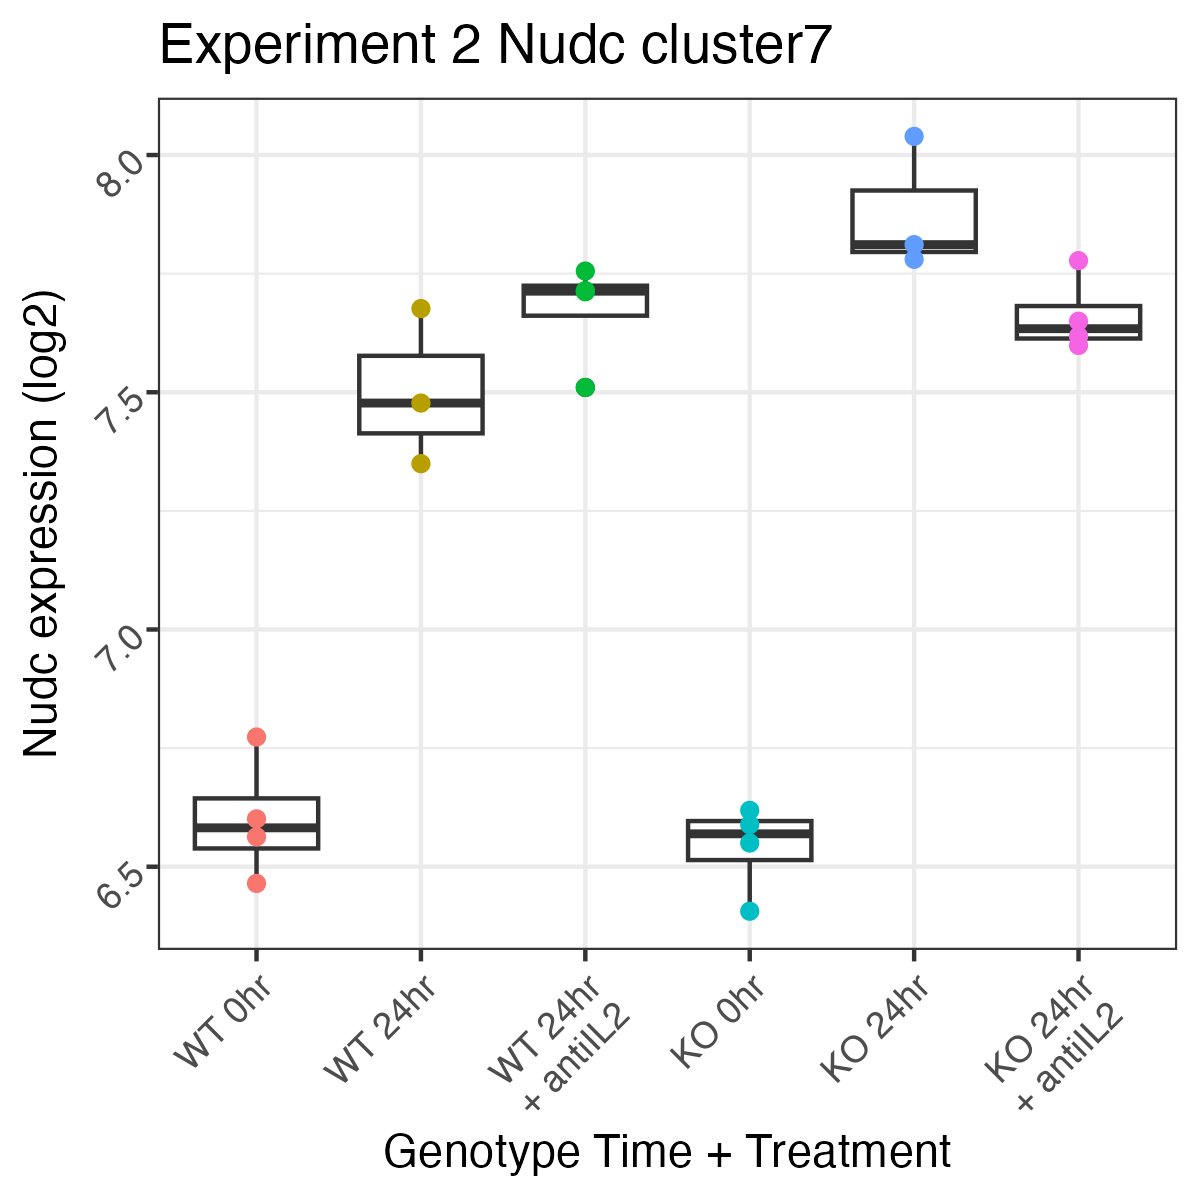 Experiment 2 Nudc cluster7
Nudc expression (log2)
8.0
7.5
7.0
6.5
WT 0hr
WT 24hr
WT 24hr
+ antiIL2
KO 0hr
KO 24hr
KO 24hr
+ antiIL2
Genotype Time + Treatment